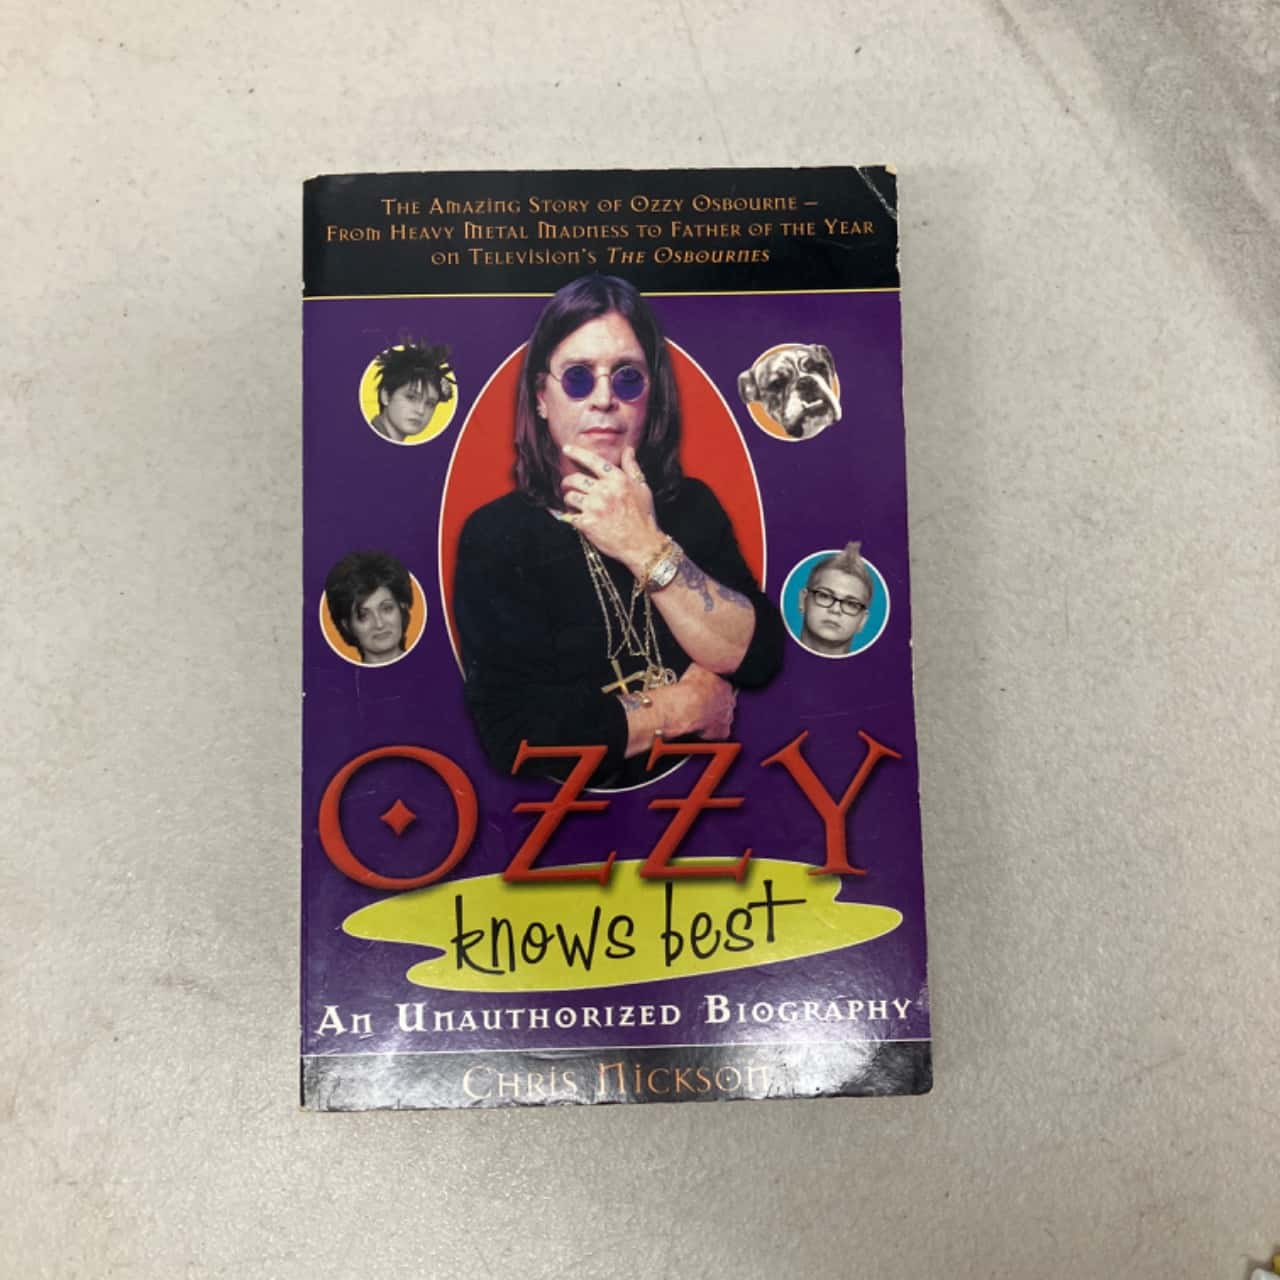 The Amazing Story of Ozzy Osbourne –
From Heavy Metal Madness to Father of the Year
on Television's The Osbournes
Ozzy
knows best
An Unauthorized Biography
Chris Nickson